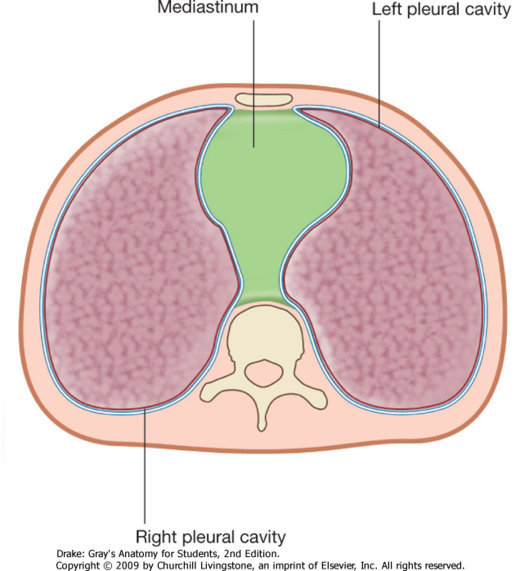 Mediastinum
Left pleural cavity
Right pleural cavity
Drake: Gray's Anatomy for Students, 2nd Edition.
Copyright © 2009 by Churchill Livingstone, an imprint of Elsevier, Inc. All rights reserved.